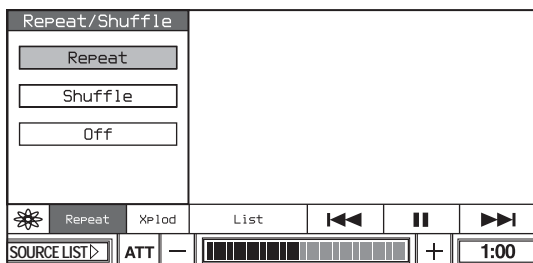 Repeat/Shuffle
Repeat
Shuffle
Off
Repeat Xplod List
SOURCE LIST ATT − + 1:00